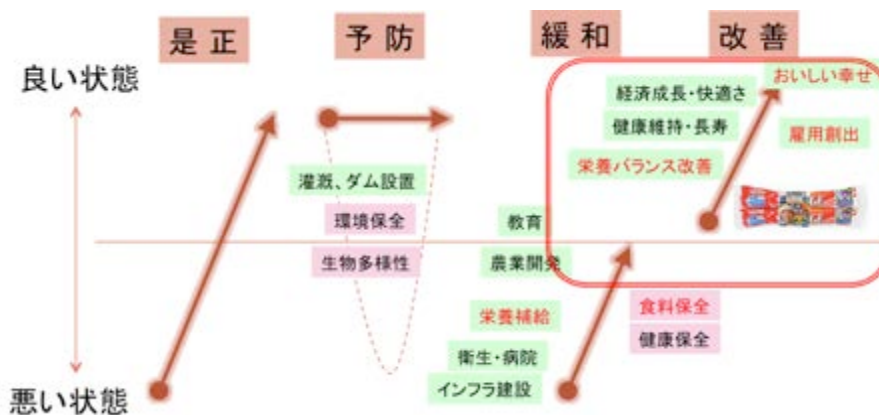 是正
予防
緩和
改善
良い状態
おいしい幸せ
経済成長・快適さ
健康維持・長寿
雇用創出
栄養バランス改善
灌漑、ダム設置
環境保全
教育
生物多様性
農業開発
栄養補給
食料保全
健康保全
衛生・病院
インフラ建設
悪い状態